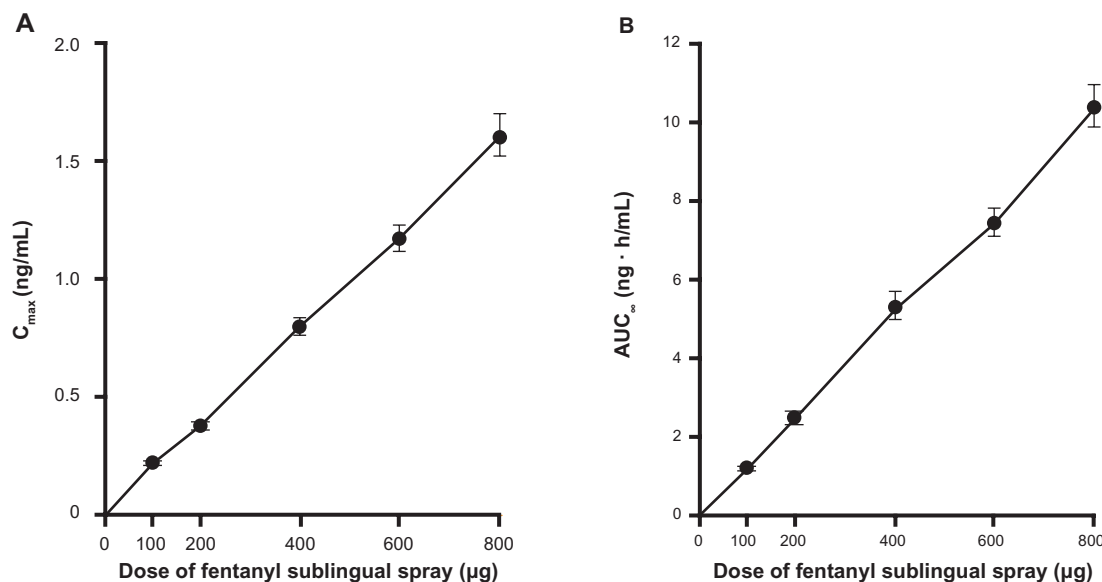 A
2.0
1.5
1.0
0.5
0
C max (ng/mL)
0 100 200 400 600 800
Dose of fentanyl sublingual spray (µg)
B
12
10
8
6
4
2
0
AUC∞ (ng · h/mL)
0 100 200 400 600 800
Dose of fentanyl sublingual spray (µg)